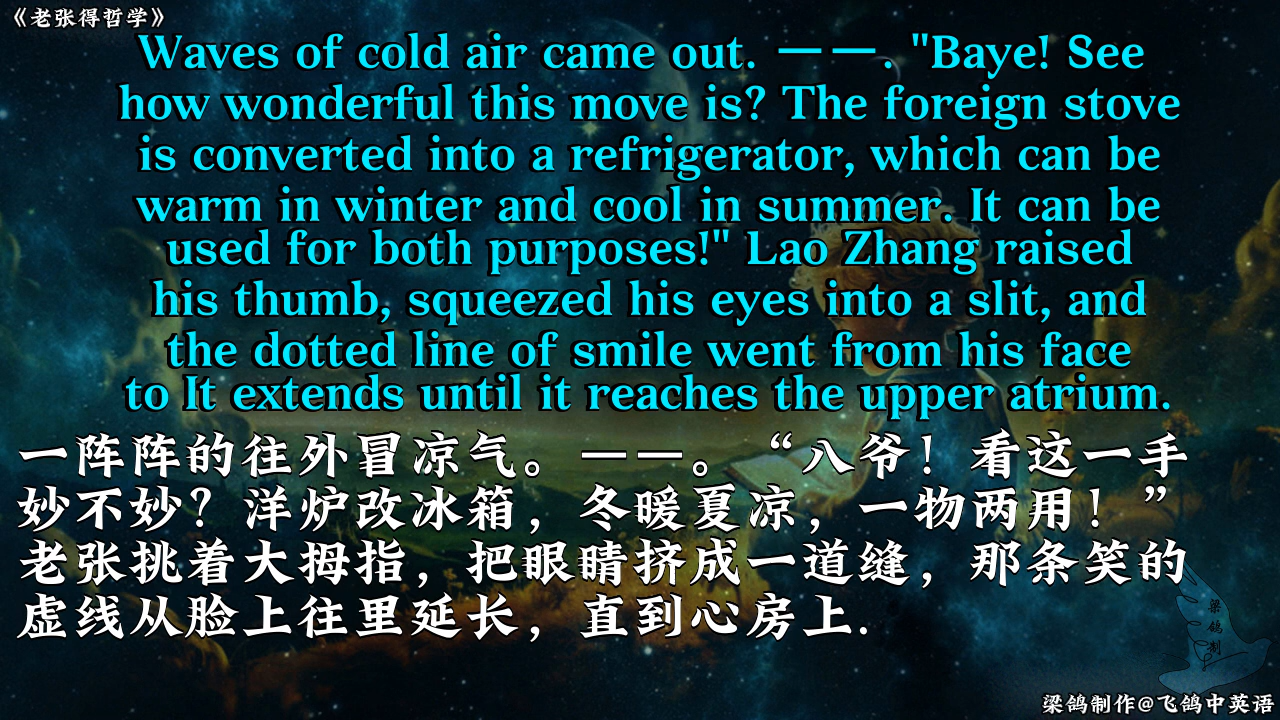 《老张得哲学》
Waves of cold air came out. 一一. "Baye! See
how wonderful this move is? The foreign stove
is converted into a refrigerator, which can be
warm in winter and cool in summer. It can be
used for both purposes!" Lao Zhang raised
his thumb, squeezed his eyes into a slit, and
the dotted line of smile went from his face
to It extends until it reaches the upper atrium.
一阵阵的往外冒凉气。一一。“八爷！看这一手
妙不妙？洋炉改冰箱，冬暖夏凉，一物两用！”
老张挑着大拇指，把眼睛挤成一道缝，那条笑的
虚线从脸上往里延长，直到心房上.
梁鸽制
梁鸽制作@飞鸽中英语